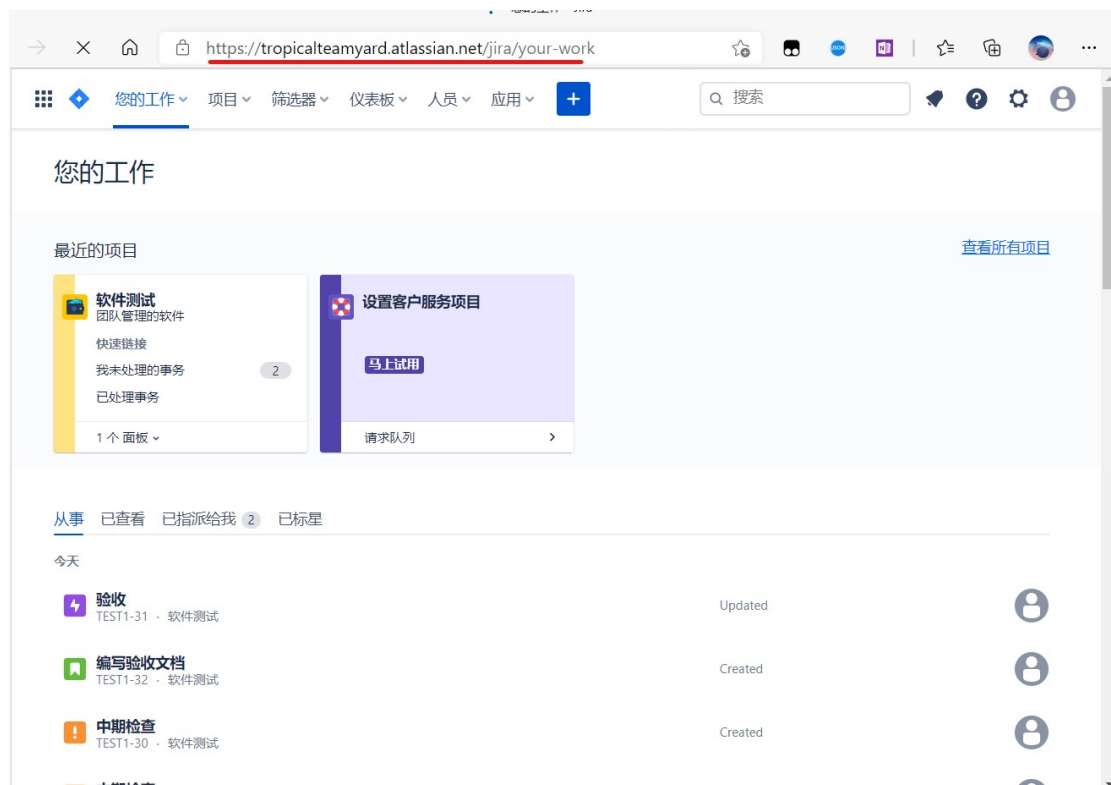 https://tropicalteamyard.atlassian.net/jira/your-work
您的工作 项目 筛选器 仪表板 人员 应用 + 搜索
您的工作
最近的项目 查看所有项目
软件测试
团队管理的软件
快速链接
我未处理的事务 2
已处理事务
1 个 面板
设置客户服务项目
马上试用
请求队列
从事 已查看 已指派给我 2 已标星
今天
验收
TEST1-31 · 软件测试
Updated
编写验收文档
TEST1-32 · 软件测试
Created
中期检查
TEST1-30 · 软件测试
Created